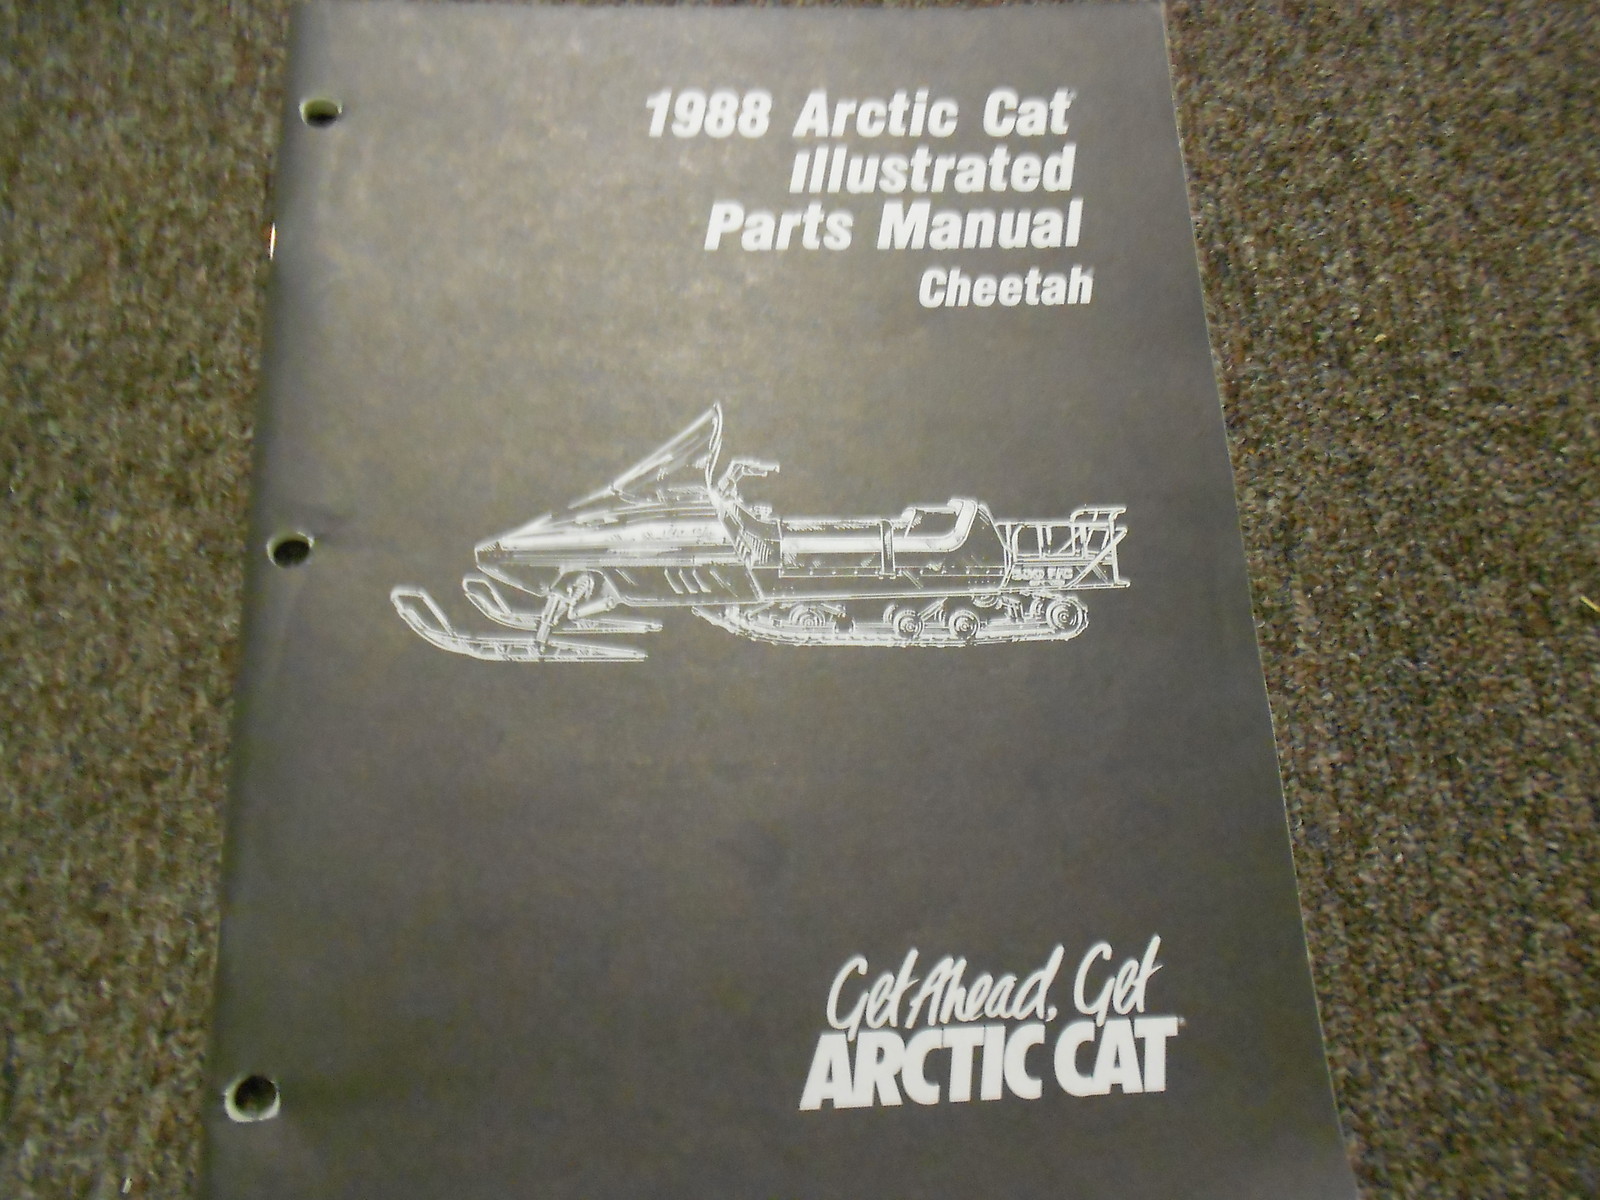 1988 Arctic Cat
Illustrated
Parts Manual
Cheetah
Get Ahead, Get
ARCTIC CAT